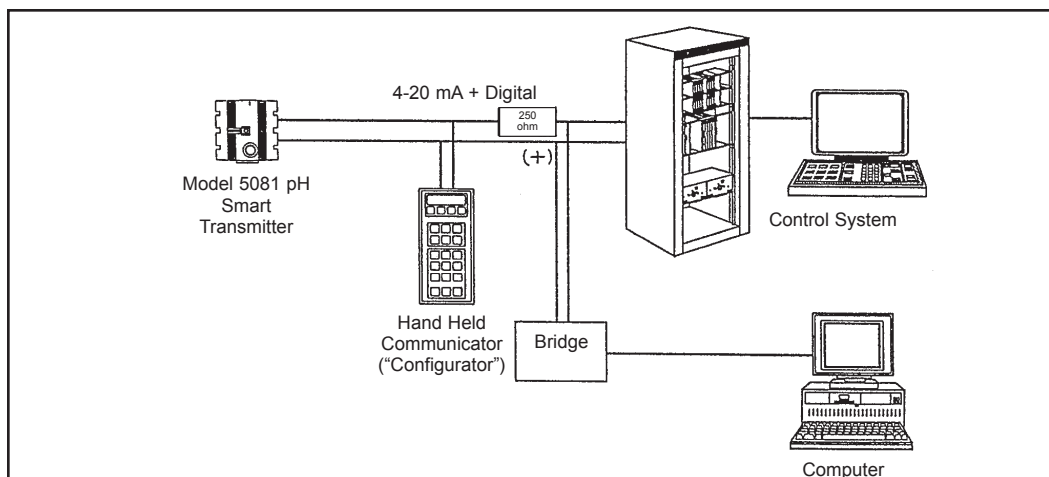 4-20 mA + Digital
250
ohm
(+)
Model 5081 pH
Smart
Transmitter
Control System
Hand Held
Communicator
(“Configurator”)
Bridge
Computer